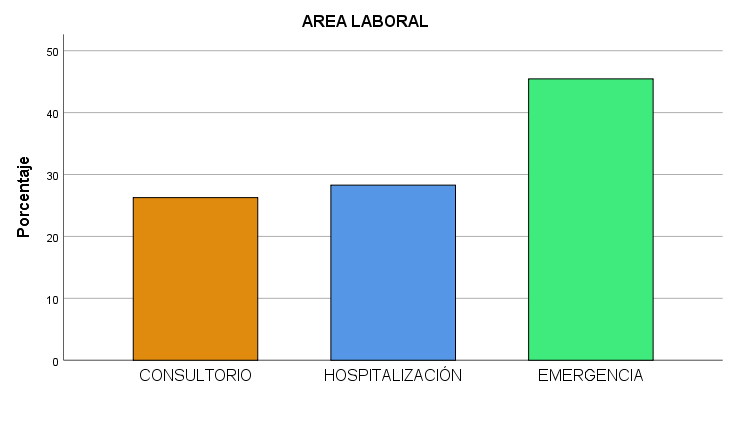 AREA LABORAL
Porcentaje
50
40
30
20
10
0
CONSULTORIO HOSPITALIZACIÓN EMERGENCIA